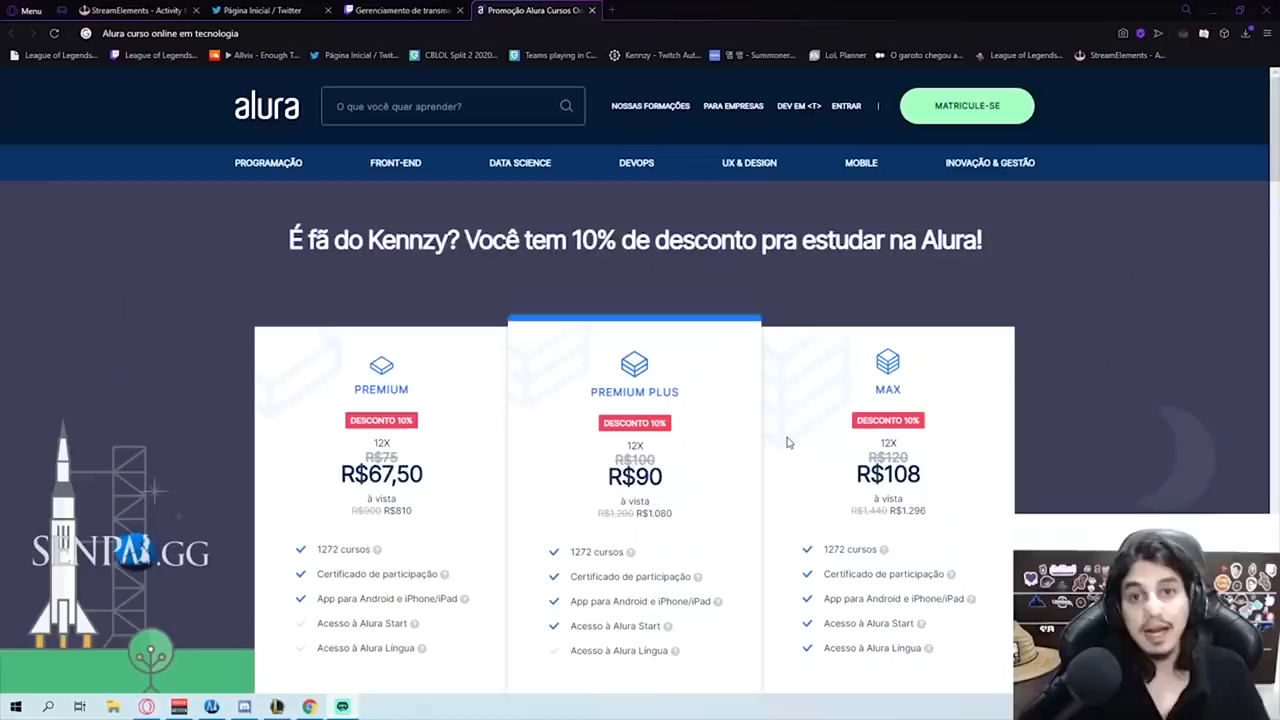 Menu
StreamElements - Activity
Página Inicial / Twitter
Gerenciamento de transmi
Promoção Alura Cursos On
Alura curso online em tecnologia
League of Legends...
League of Legends...
▶ Allvix - Enough T...
Página Inicial / Twit...
CBLOL Split 2 2020...
Teams playing in C...
Kennzy - Twitch Aut...
LoL Planner
O garoto chegou a...
League of Legends...
StreamElements - A...
alura
O que você quer aprender?
NOSSAS FORMAÇÕES
PARA EMPRESAS
DEV EM <T>
ENTRAR
MATRICULE-SE
PROGRAMAÇÃO
FRONT-END
DATA SCIENCE
DEVOPS
UX & DESIGN
MOBILE
INOVAÇÃO & GESTÃO
É fã do Kennzy? Você tem 10% de desconto pra estudar na Alura!
PREMIUM
DESCONTO 10%
12X
R$75
R$67,50
à vista
R$900 R$810
1272 cursos
Certificado de participação
App para Android e iPhone/iPad
Acesso à Alura Start
Acesso à Alura Língua
PREMIUM PLUS
DESCONTO 10%
12X
R$100
R$90
à vista
R$1.200 R$1.080
1272 cursos
Certificado de participação
App para Android e iPhone/iPad
Acesso à Alura Start
Acesso à Alura Língua
MAX
DESCONTO 10%
12X
R$120
R$108
à vista
R$1.440 R$1.296
1272 cursos
Certificado de participação
App para Android e iPhone/iPad
Acesso à Alura Start
Acesso à Alura Língua
SENPAI.GG